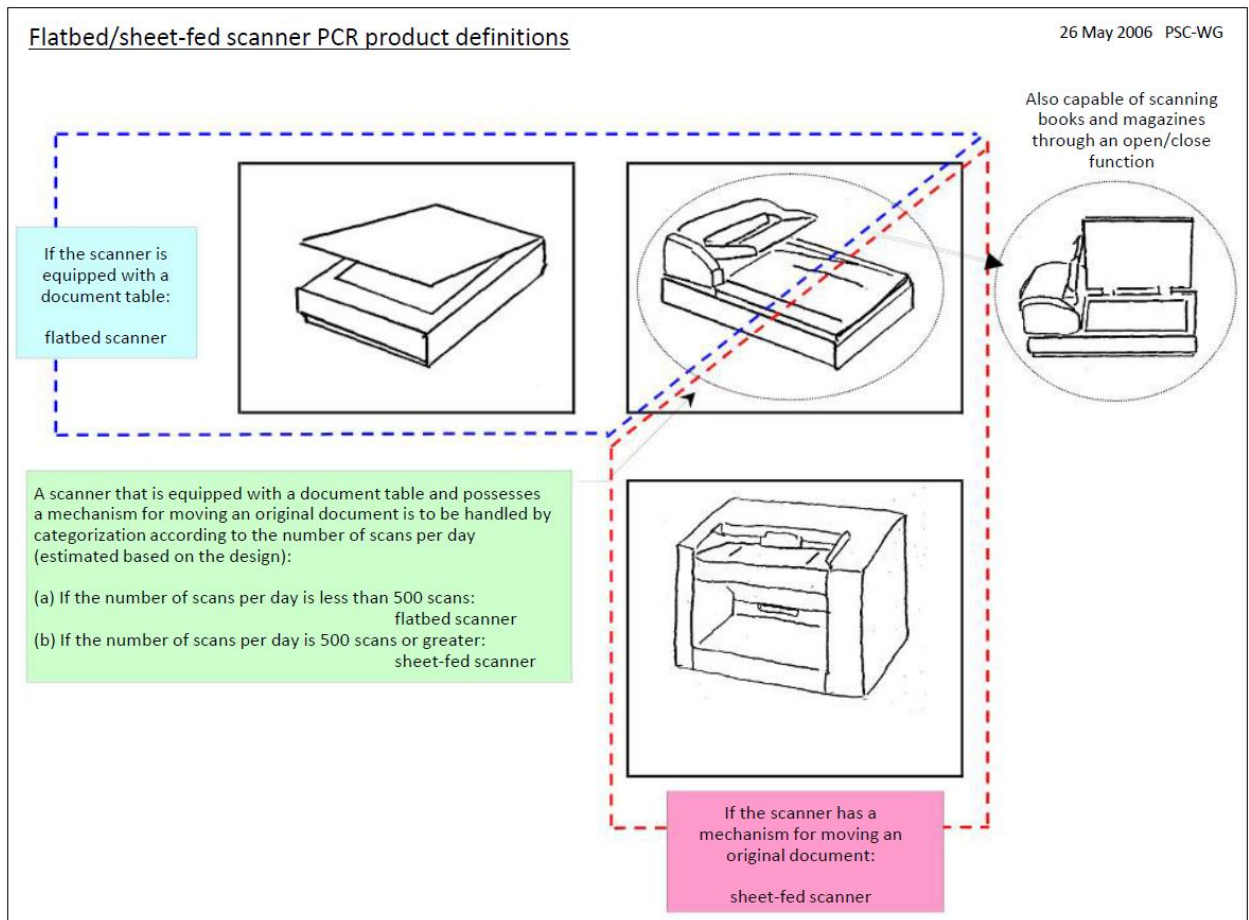 Flatbed/sheet-fed scanner PCR product definitions
26 May 2006 PSC-WG
Also capable of scanning
books and magazines
through an open/close
function
If the scanner is
equipped with a
document table:
flatbed scanner
A scanner that is equipped with a document table and possesses
a mechanism for moving an original document is to be handled by
categorization according to the number of scans per day
(estimated based on the design):
(a) If the number of scans per day is less than 500 scans:
flatbed scanner
(b) If the number of scans per day is 500 scans or greater:
sheet-fed scanner
If the scanner has a
mechanism for moving an
original document:
sheet-fed scanner